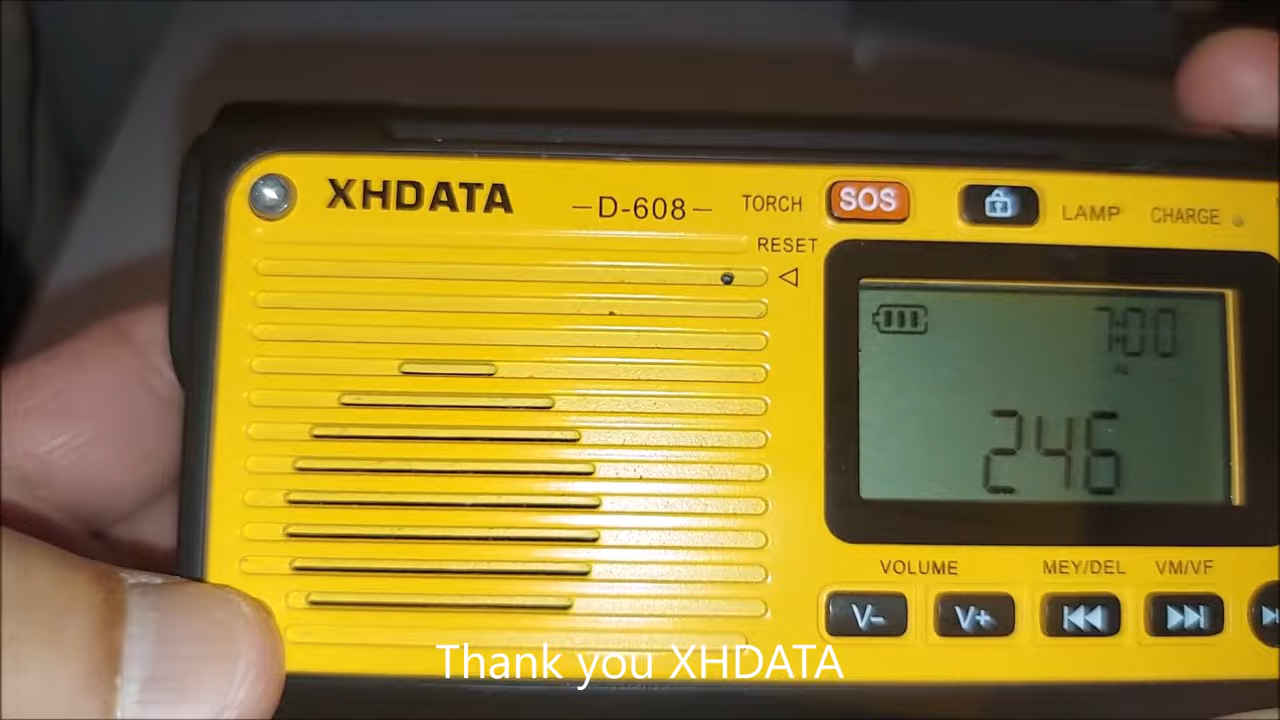 XHDATA
–D-608–
TORCH
SOS
LAMP
CHARGE
RESET
7:00
246
VOLUME
MEY/DEL
VM/VF
V-
V+
Thank you XHDATA